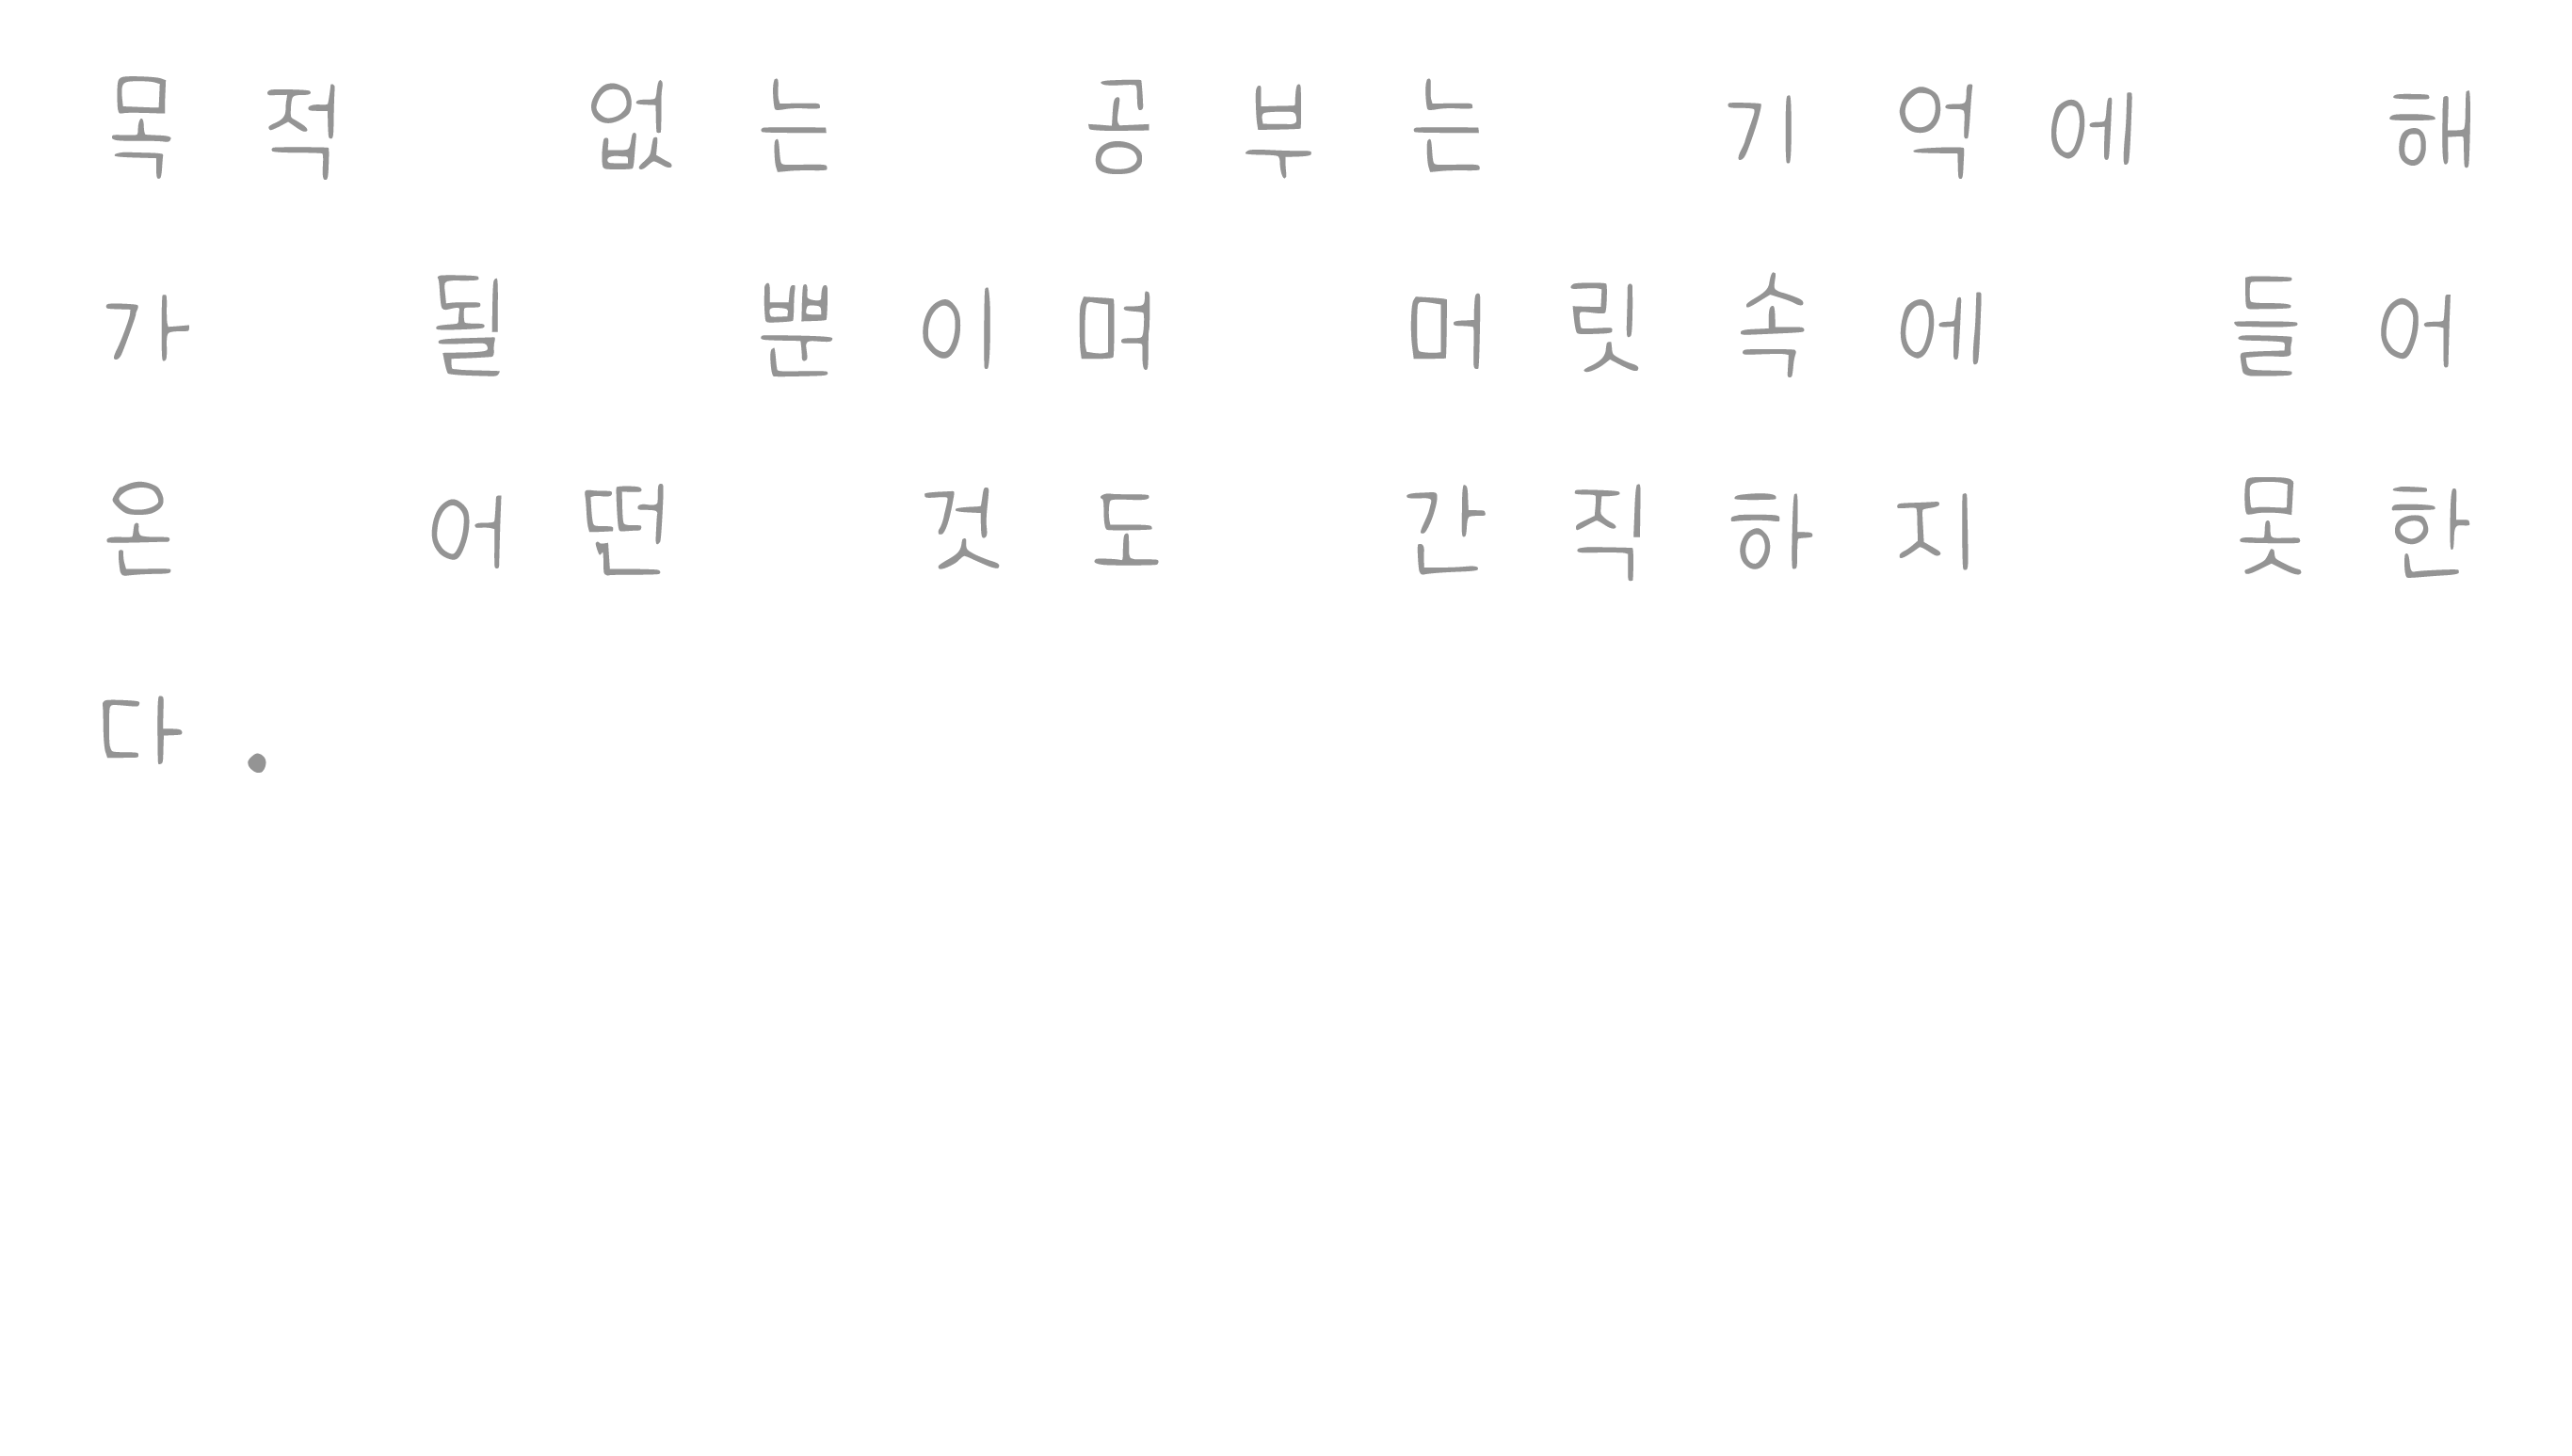 목적 없는 공부는 기억에 해
가 될 뿐이며 머릿속에 들어
온 어떤 것도 간직하지 못한
다.